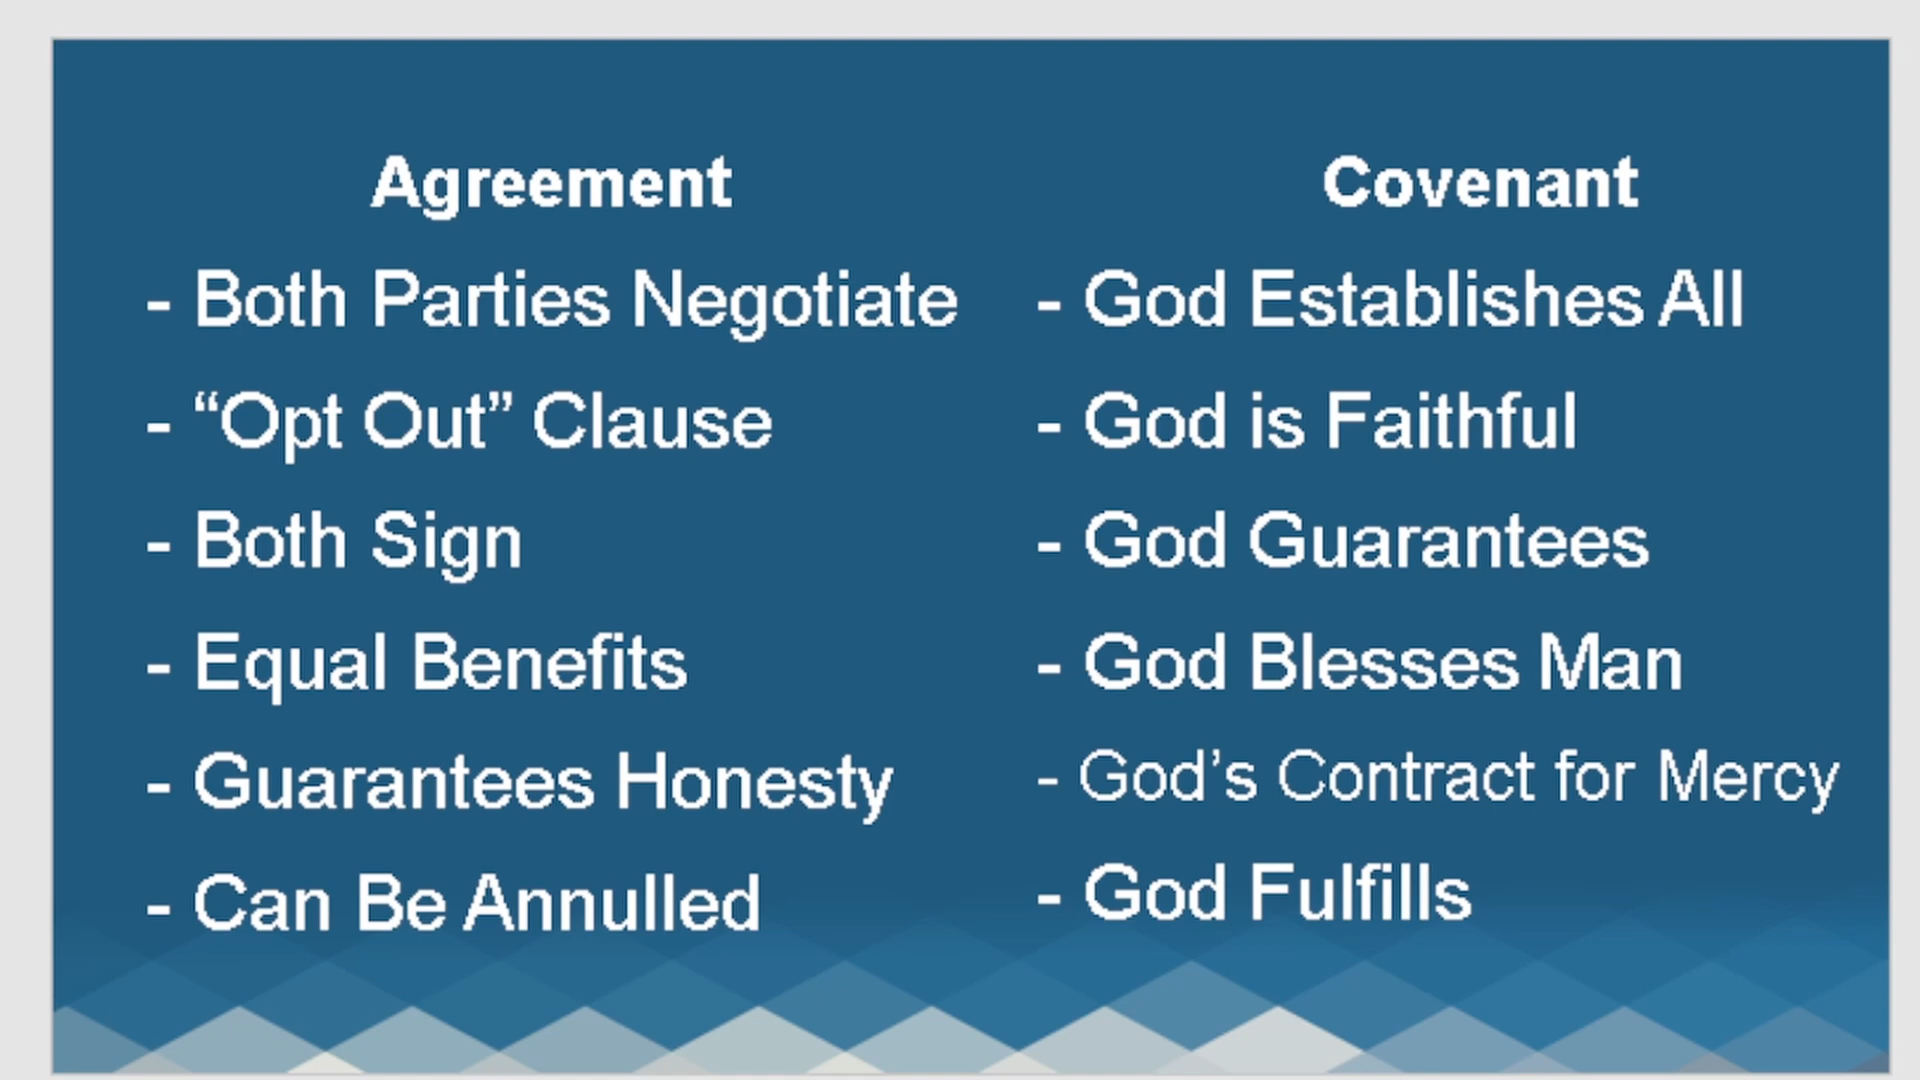 Agreement
- Both Parties Negotiate
- “Opt Out” Clause
- Both Sign
- Equal Benefits
- Guarantees Honesty
- Can Be Annulled
Covenant
- God Establishes All
- God is Faithful
- God Guarantees
- God Blesses Man
- God’s Contract for Mercy
- God Fulfills